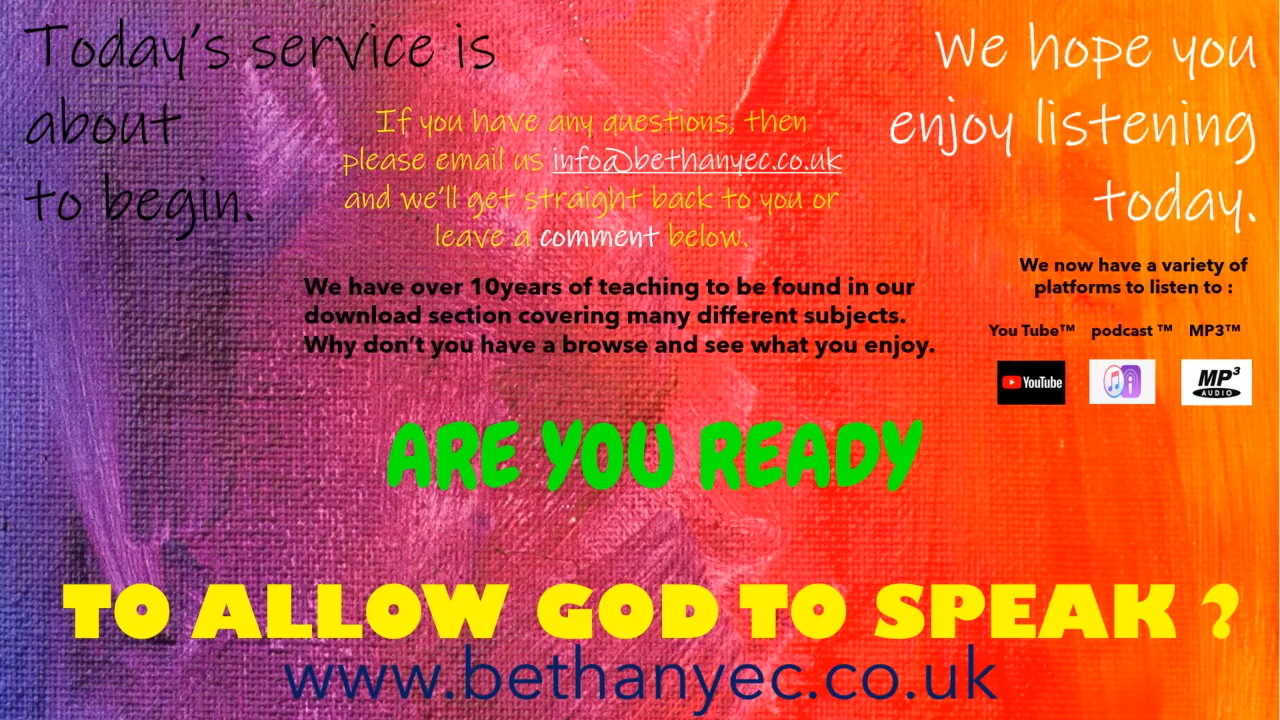 Today's service is
about
to begin.
If you have any questions, then
please email us info@bethanyec.co.uk
and we'll get straight back to you or
leave a comment below.
We hope you
enjoy listening
today.
We have over 10years of teaching to be found in our
download section covering many different subjects.
Why don't you have a browse and see what you enjoy.
We now have a variety of
platforms to listen to :
You Tube™ podcast ™ MP3™
YouTube
MP3
AUDIO
ARE YOU READY
TO ALLOW GOD TO SPEAK ?
www.bethanyec.co.uk